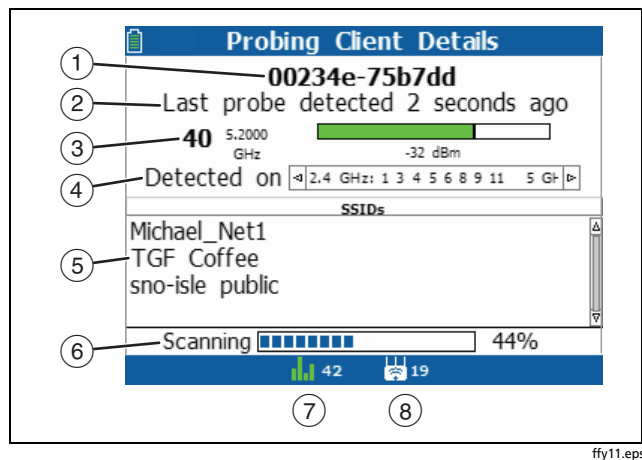 Probing Client Details
1
00234e-75b7dd
2
Last probe detected 2 seconds ago
3
40 5.2000 GHz
-32 dBm
4
Detected on 2.4 GHz: 1 3 4 5 6 8 9 11 5 GH
SSIDs
Michael_Net1
5
TGF Coffee
sno-isle public
6
Scanning 44%
42 19
7 8
ffy11.eps